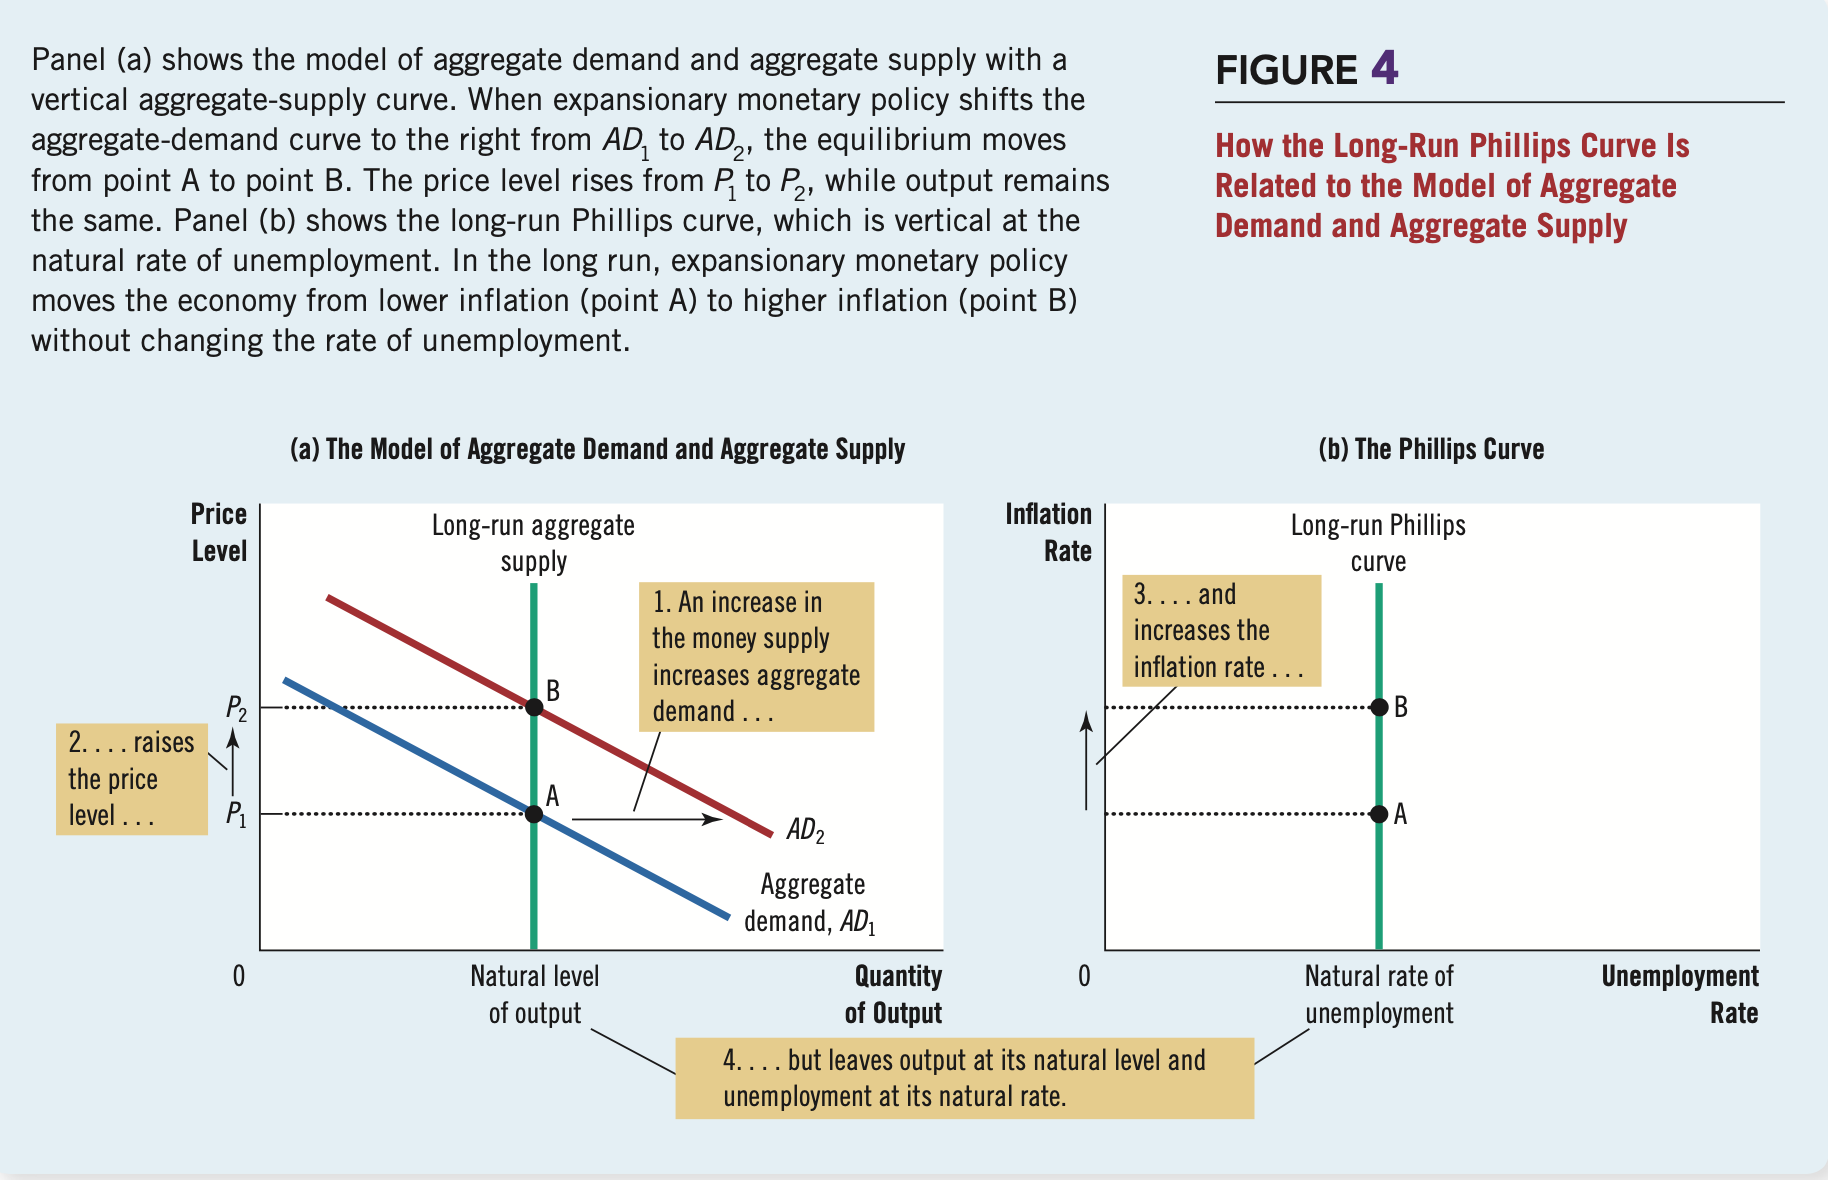 Panel (a) shows the model of aggregate demand and aggregate supply with a
vertical aggregate-supply curve. When expansionary monetary policy shifts the
aggregate-demand curve to the right from AD1 to AD2, the equilibrium moves
from point A to point B. The price level rises from P1 to P2, while output remains
the same. Panel (b) shows the long-run Phillips curve, which is vertical at the
natural rate of unemployment. In the long run, expansionary monetary policy
moves the economy from lower inflation (point A) to higher inflation (point B)
without changing the rate of unemployment.
FIGURE 4
How the Long-Run Phillips Curve Is
Related to the Model of Aggregate
Demand and Aggregate Supply
(a) The Model of Aggregate Demand and Aggregate Supply
Price
Level
Long-run aggregate
supply
1. An increase in
the money supply
increases aggregate
demand . . .
B
P2
2. . . . raises
the price
level . . .
A
P1
AD2
Aggregate
demand, AD1
0
Natural level
of output
Quantity
of Output
(b) The Phillips Curve
Inflation
Rate
Long-run Phillips
curve
3. . . . and
increases the
inflation rate . . .
B
A
0
Natural rate of
unemployment
Unemployment
Rate
4. . . . but leaves output at its natural level and
unemployment at its natural rate.